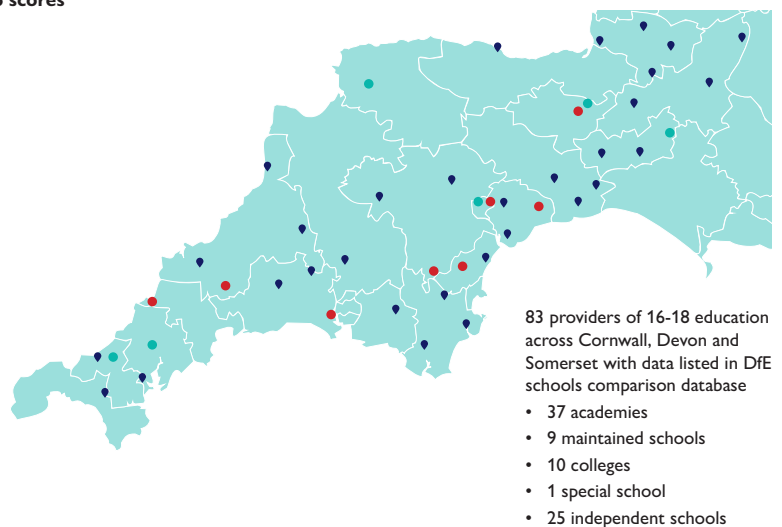 scores
83 providers of 16-18 education
across Cornwall, Devon and
Somerset with data listed in DfE
schools comparison database
• 37 academies
• 9 maintained schools
• 10 colleges
• 1 special school
• 25 independent schools